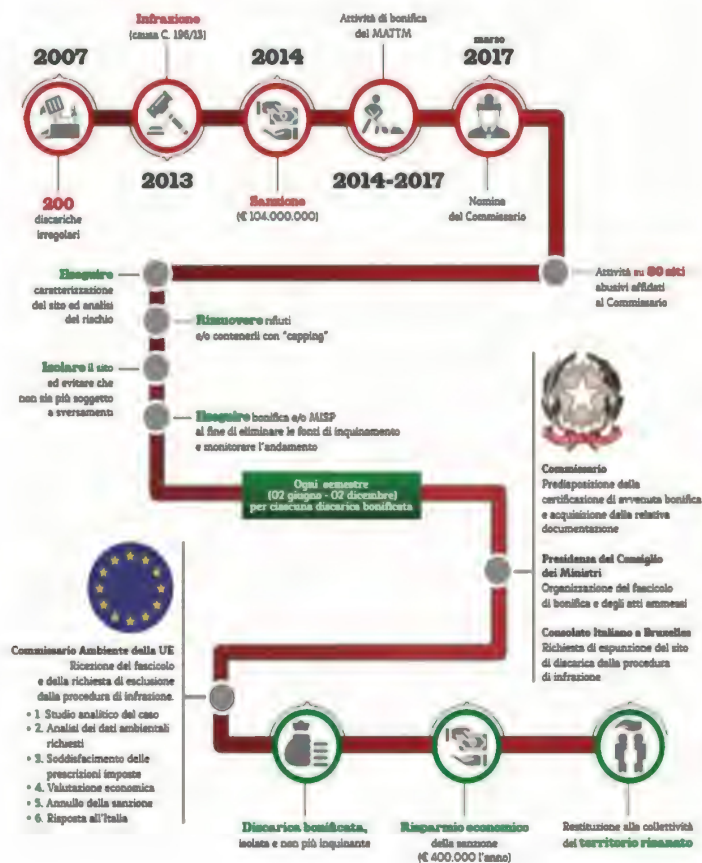 2007
200
discariche
irregolari
Infrazione
(causa C. 196/13)
2013
2014
Sanzione
(€ 104.000.000)
Attività di bonifica
del MATTM
2014-2017
marzo
2017
Nomina
del Commissario
Attività su 80 siti
abusivi affidati
al Commissario
Eseguire
caratterizzazione
del sito ed analisi
del rischio
Rimuovere rifiuti
e/o contenerli con "capping"
Isolare il sito
ed evitare che
non sia più soggetto
a sversamenti
Eseguire bonifica e/o MISP
al fine di eliminare le fonti di inquinamento
e monitorare l'andamento
Ogni semestre
(02 giugno - 02 dicembre)
per ciascuna discarica bonificata
Commissario
Predisposizione della
certificazione di avvenuta bonifica
e acquisizione della relativa
documentazione
Presidenza del Consiglio
dei Ministri
Organizzazione del fascicolo
di bonifica e degli atti ammessi
Consolato Italiano a Bruxelles
Richiesta di espunzione del sito
di discarica dalla procedura
di infrazione
Commissario Ambiente della UE
Ricezione del fascicolo
e della richiesta di esclusione
dalla procedura di infrazione.
• 1 Studio analitico del caso
• 2. Analisi dei dati ambientali
richiesti
• 3. Soddisfacimento delle
prescrizioni imposte
• 4. Valutazione economica
• 5. Annullo della sanzione
• 6. Risposta all'Italia
Discarica bonificata,
isolata e non più inquinante
Risparmio economico
della sanzione
(€ 400.000 l'anno)
Restituzione alla collettività
del territorio risanato